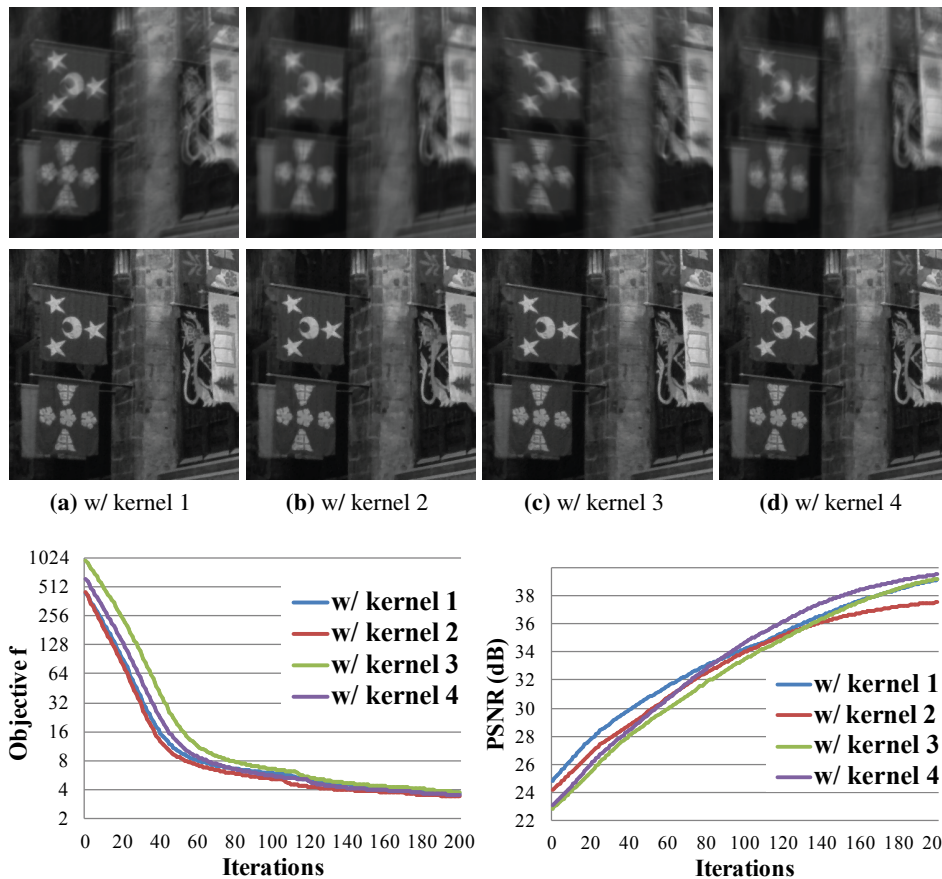 (a) w/ kernel 1
(b) w/ kernel 2
(c) w/ kernel 3
(d) w/ kernel 4
1024
512
256
128
64
32
16
8
4
2
Objective f
0 20 40 60 80 100 120 140 160 180 200
Iterations
w/ kernel 1
w/ kernel 2
w/ kernel 3
w/ kernel 4
38
36
34
32
30
28
26
24
22
PSNR (dB)
0 20 40 60 80 100 120 140 160 180 200
Iterations
w/ kernel 1
w/ kernel 2
w/ kernel 3
w/ kernel 4